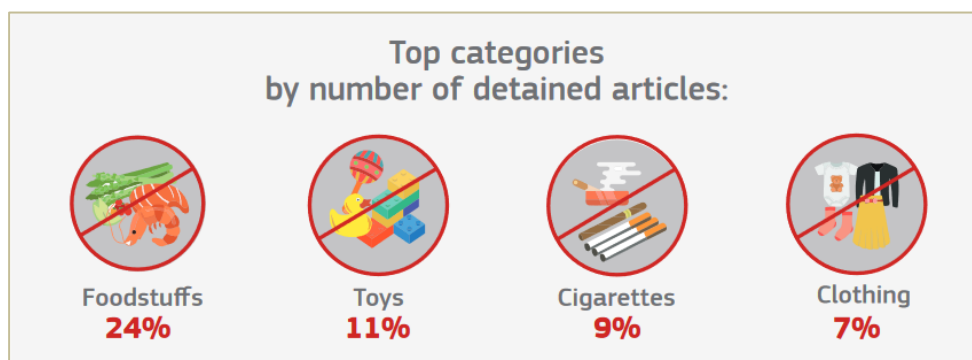 Top categories
by number of detained articles:
Foodstuffs
24%
Toys
11%
Cigarettes
9%
Clothing
7%